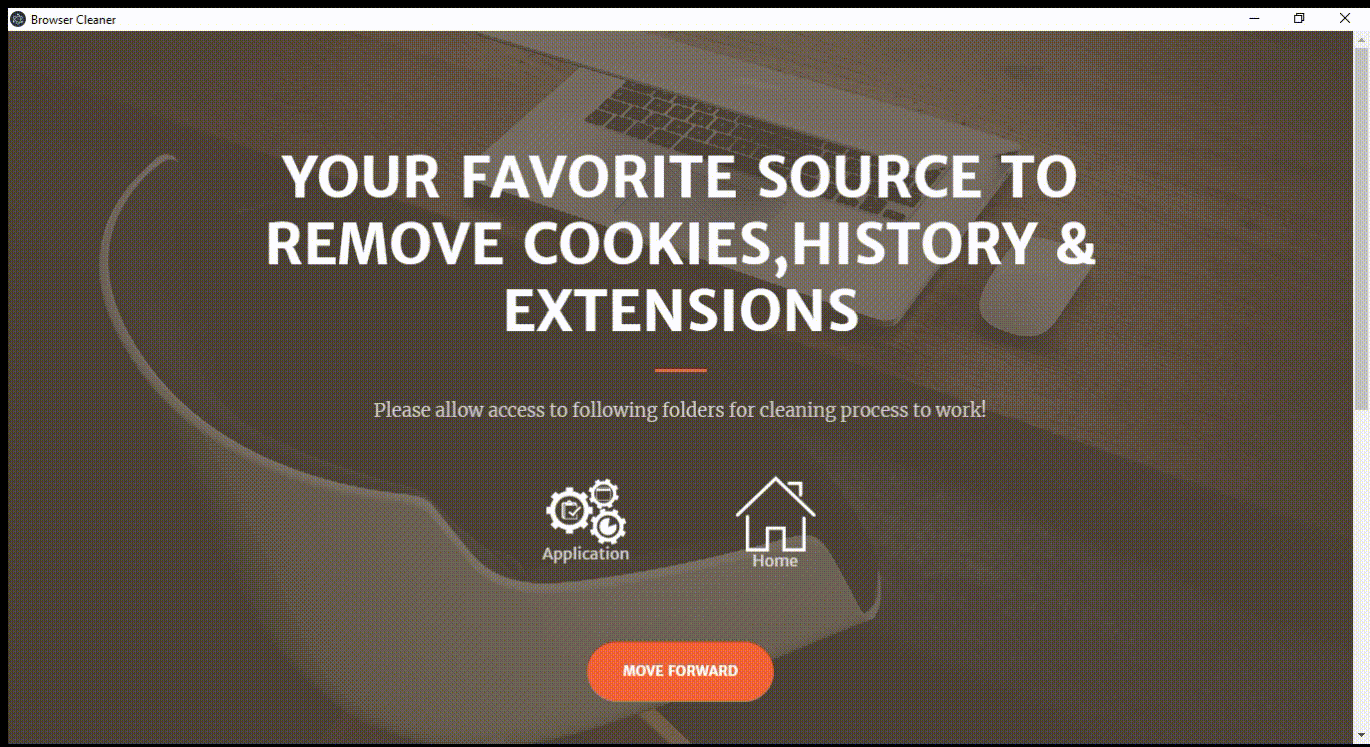 Browser Cleaner
YOUR FAVORITE SOURCE TO
REMOVE COOKIES,HISTORY &
EXTENSIONS
Please allow access to following folders for cleaning process to work!
Application
Home
MOVE FORWARD